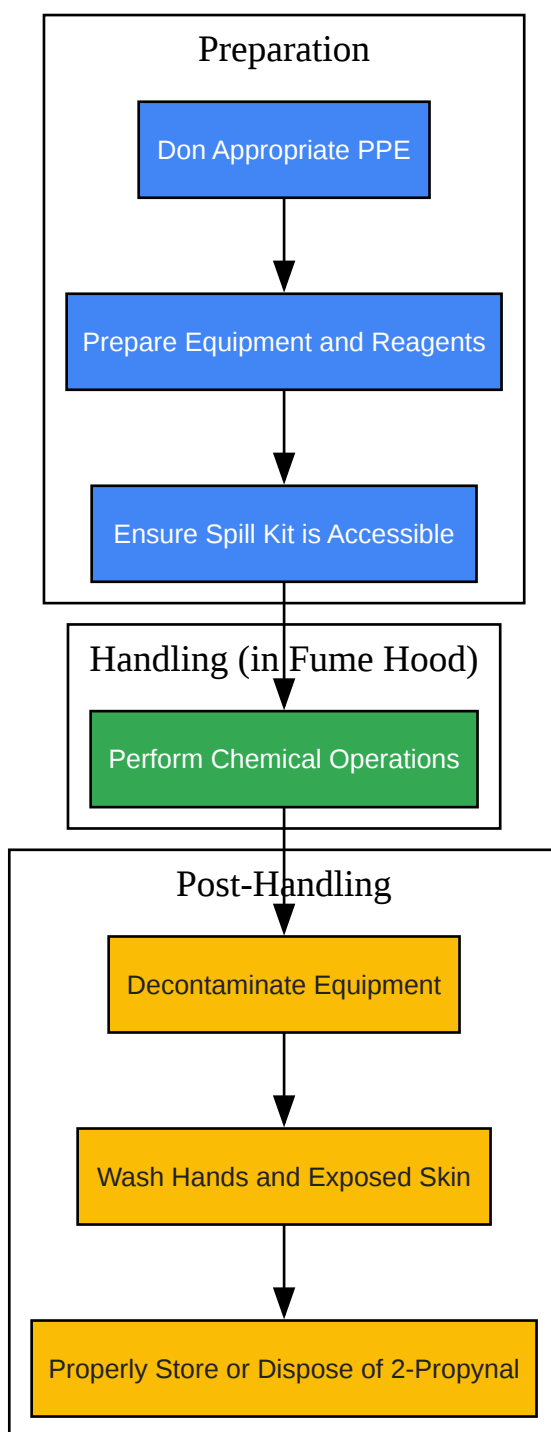 Preparation
Don Appropriate PPE
Prepare Equipment and Reagents
Ensure Spill Kit is Accessible
Handling (in Fume Hood)
Perform Chemical Operations
Post-Handling
Decontaminate Equipment
Wash Hands and Exposed Skin
Properly Store or Dispose of 2-Propynal